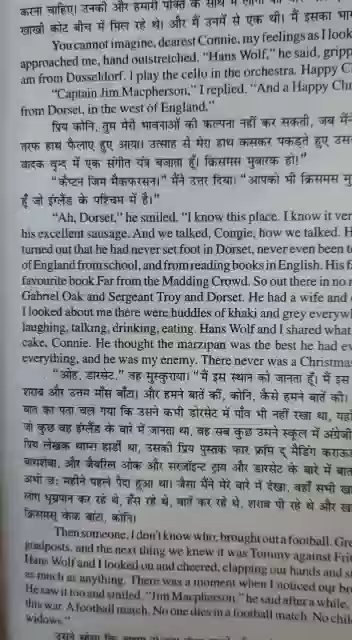 करना चाहिए। उनकी और हमारी पंक्ति के
खाखी कोट बीच में मिल रहे थे। और मैं उनमें से एक थी। मैं इसका
You cannot imagine, dearest Connie, my feelings as I look
approached me, hand outstretched. "Hans Wolf," he said, gripp
am from Dusseldorf. I play the cello in the orchestra. Happy C
"Captain Jim Macpherson," I replied. "And a Happy Ch
from Dorset, in the west of England."
प्रिय कोनि, तुम मेरी भावनाओं की कल्पना नहीं कर सकती, जब मैंने
तरफ हाथ फैलाए हुए आया। उत्साह से मेरा हाथ कसकर पकड़ते हुए उस
वादक वृन्द में एक संगीत यंत्र बजाता हूँ। क्रिसमस मुबारक हो!"
"कैप्टन जिम मैकफरसन।" मैंने उत्तर दिया। "आपको भी क्रिसमस मु
हूँ जो इंग्लैंड के पश्चिम में है।"
"Ah, Dorset," he smiled. "I know this place. I know it ver
his excellent sausage. And we talked, Connie, how we talked. H
turned out that he had never set foot in Dorset, never even been t
of England from school, and from reading books in English. His f
favourite book Far from the Madding Crowd. So out there in no m
Gabriel Oak and Sergeant Troy and Dorset. He had a wife and
I looked about me there were huddles of khaki and grey everyw
laughing, talking, drinking, eating. Hans Wolf and I shared what
cake, Connie. He thought the marzipan was the best he had ev
everything, and he was my enemy. There never was a Christmas
"ओह, डारसेट," वह मुस्कुराया। "मैं इस स्थान को जानता हूँ। मैं इस
शराब और उत्तम माँस बाँटा। और हमने बातें कीं, कोनि, कैसे हमने बातें कीं।
बात का पता चल गया कि उसने कभी डोरसेट में पाँव भी नहीं रखा था, यहाँ
जो कुछ वह इंग्लैंड के बारे में जानता था, वह सब कुछ उसने स्कूल में अंग्रेजी
प्रिय लेखक थामस हार्डी था, उसकी प्रिय पुस्तक फार फ्रॉम द मैडिंग क्राऊड
बाथशेबा, और गैबरिल ओक और सरजॉन्ट ट्राय और डारसेट के बारे में बात
अभी छः महीने पहले पैदा हुआ था। जैसा मैंने मेरे बारे में देखा, वहाँ सभी खा
लोग धूम्रपान कर रहे थे, हँस रहे थे, बातें कर रहे थे, शराब पी रहे थे और खा
क्रिसमस् केक बांटा, कोनि।
Then someone, I don't know who, brought out a football. Gre
goalposts, and the next thing we knew it was Tommy against Fri
Hans Wolf and I looked on and cheered, clapping our hands and s
as much as anything. There was a moment when I noticed our br
He saw it too and smiled. "Jim Macpherson," he said after a while,
this war. A football match. No one dies in a football match. No chil
widows."
उसने सोचा कि